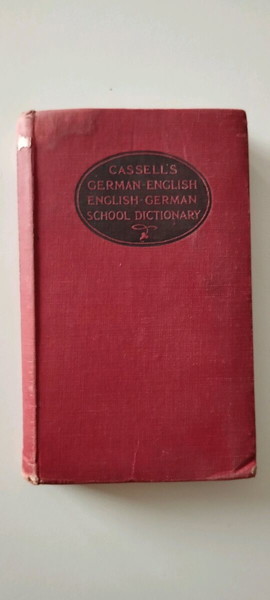 CASSELL'S
GERMAN-ENGLISH
ENGLISH-GERMAN
SCHOOL DICTIONARY